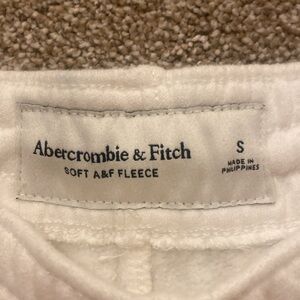 Abercrombie & Fitch
SOFT A&F FLEECE
S
MADE IN
PHILIPPINES